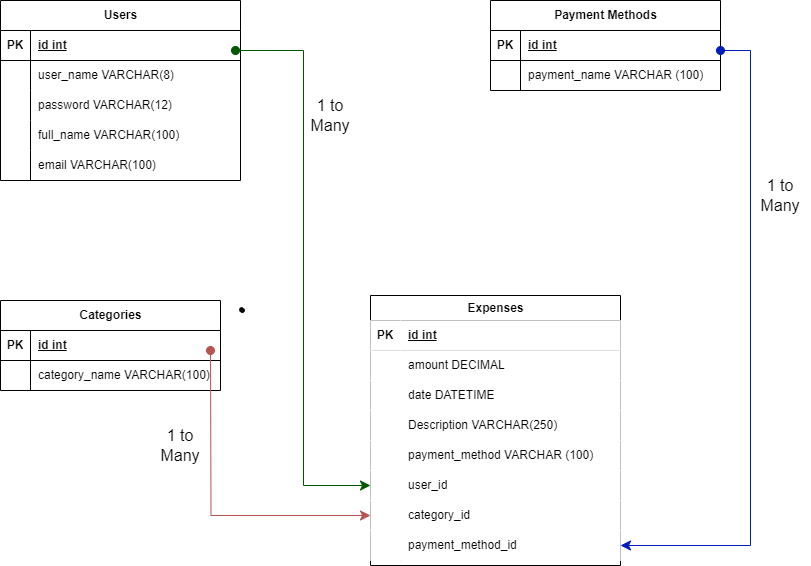 Users
PK id int
user_name VARCHAR(8)
password VARCHAR(12)
full_name VARCHAR(100)
email VARCHAR(100)
Payment Methods
PK id int
payment_name VARCHAR (100)
1 to
Many
1 to
Many
Categories
PK id int
category_name VARCHAR(100)
1 to
Many
Expenses
PK id int
amount DECIMAL
date DATETIME
Description VARCHAR(250)
payment_method VARCHAR (100)
user_id
category_id
payment_method_id